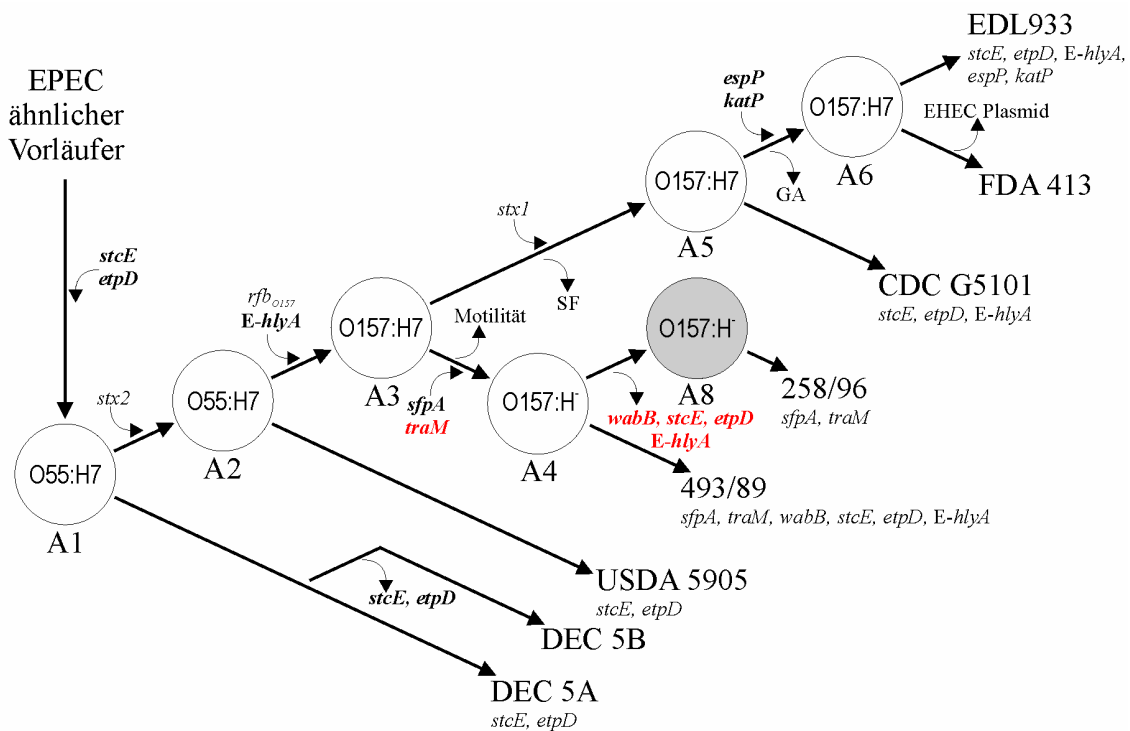 EDL933
stcE, etpD, E-hlyA,
espP, katP
EPEC
ähnlicher
Vorläufer
espP
katP
O157:H7
A6
EHEC Plasmid
FDA 413
GA
O157:H7
A5
stx1
SF
CDC G5101
stcE, etpD, E-hlyA
stcE
etpD
rfbO157
E-hlyA
O157:H7
A3
Motilität
sfpA
traM
O157:H-
A8
258/96
sfpA, traM
O157:H-
A4
wabB, stcE, etpD
E-hlyA
493/89
sfpA, traM, wabB, stcE, etpD, E-hlyA
stx2
O55:H7
A2
O55:H7
A1
USDA 5905
stcE, etpD
stcE, etpD
DEC 5B
DEC 5A
stcE, etpD